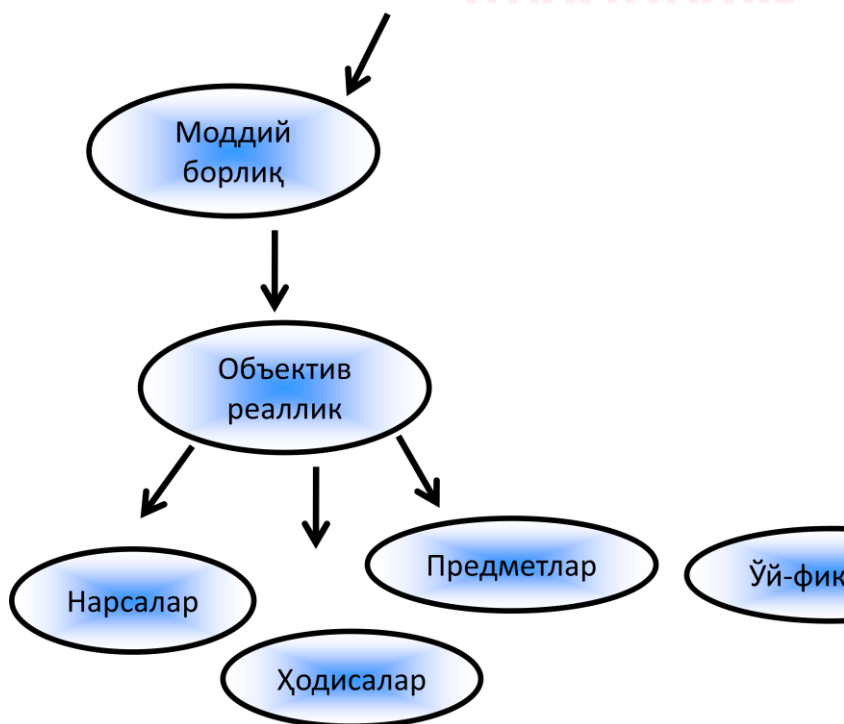 Моддий
борлиқ
Объектив
реаллик
Предметлар
Нарсалар
Ҳодисалар